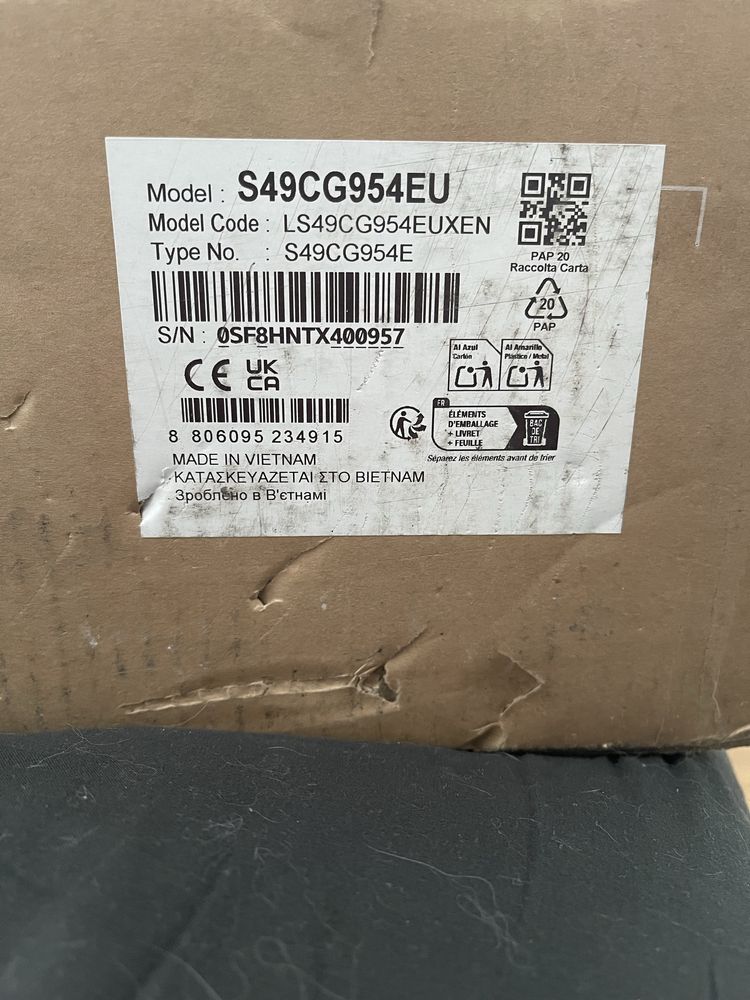 Model : S49CG954EU
Model Code : LS49CG954EUXEN
Type No. : S49CG954E
S/N : 0SF8HNTX400957
CE UK CA
8 806095 234915
MADE IN VIETNAM
ΚΑΤΑΣΚΕΥΑΖΕΤΑΙ ΣΤΟ ΒΙΕΤΝΑΜ
Зроблено в В'єтнамі
PAP 20
Raccolta Carta
20
PAP
Al Azul
Cartón
Al Amarillo
Plástico / Metal
FR
ÉLÉMENTS
D'EMBALLAGE
+ LIVRET
+ FEUILLE
BAC
DE
TRI
Séparez les éléments avant de trier